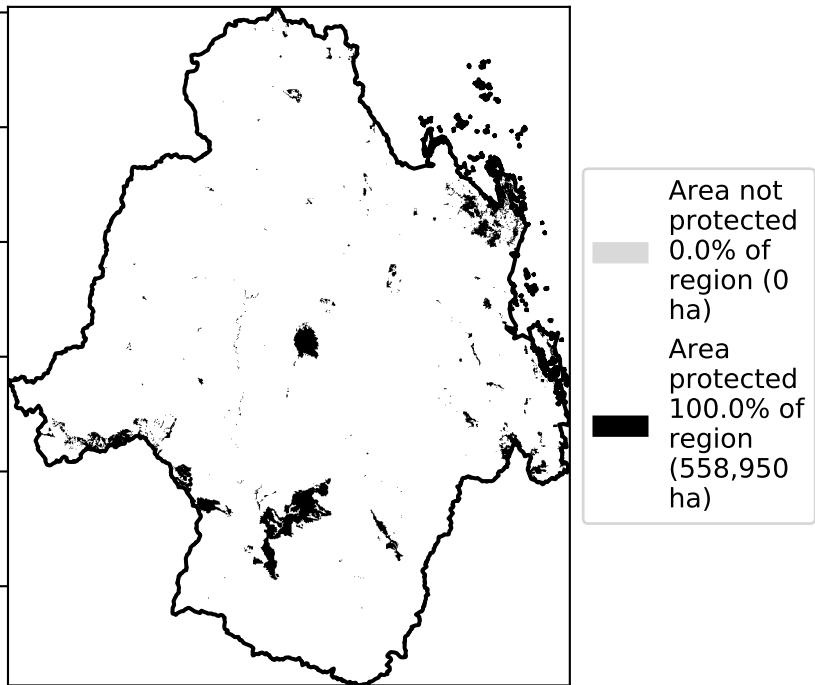 Area not
protected
0.0% of
region (0
ha)
Area
protected
100.0% of
region
(558,950
ha)